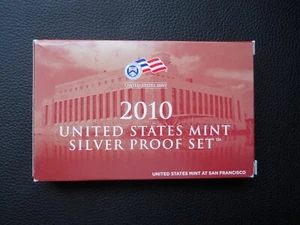 UNITED STATES MINT
2010
UNITED STATES MINT
SILVER PROOF SET™
UNITED STATES MINT AT SAN FRANCISCO